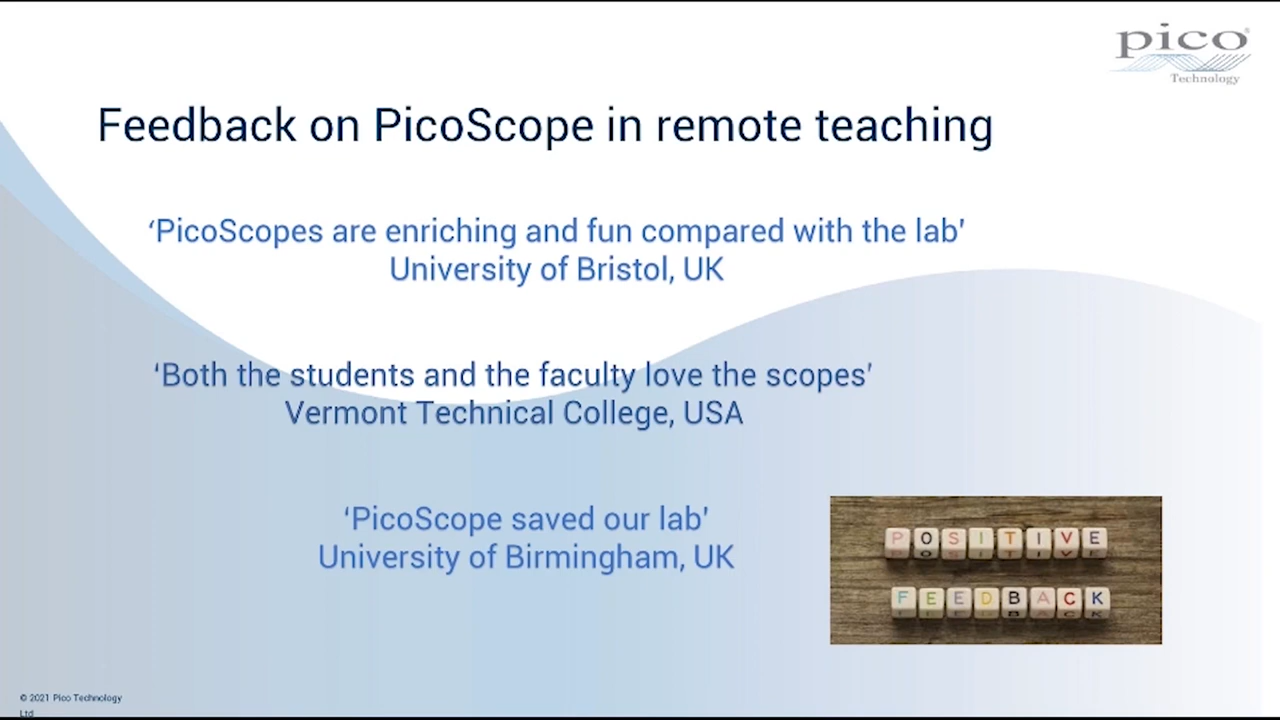 pico
Technology
Feedback on PicoScope in remote teaching
‘PicoScopes are enriching and fun compared with the lab’
University of Bristol, UK
‘Both the students and the faculty love the scopes’
Vermont Technical College, USA
‘PicoScope saved our lab’
University of Birmingham, UK
POSITIVE
FEEDBACK
© 2021 Pico Technology
Ltd